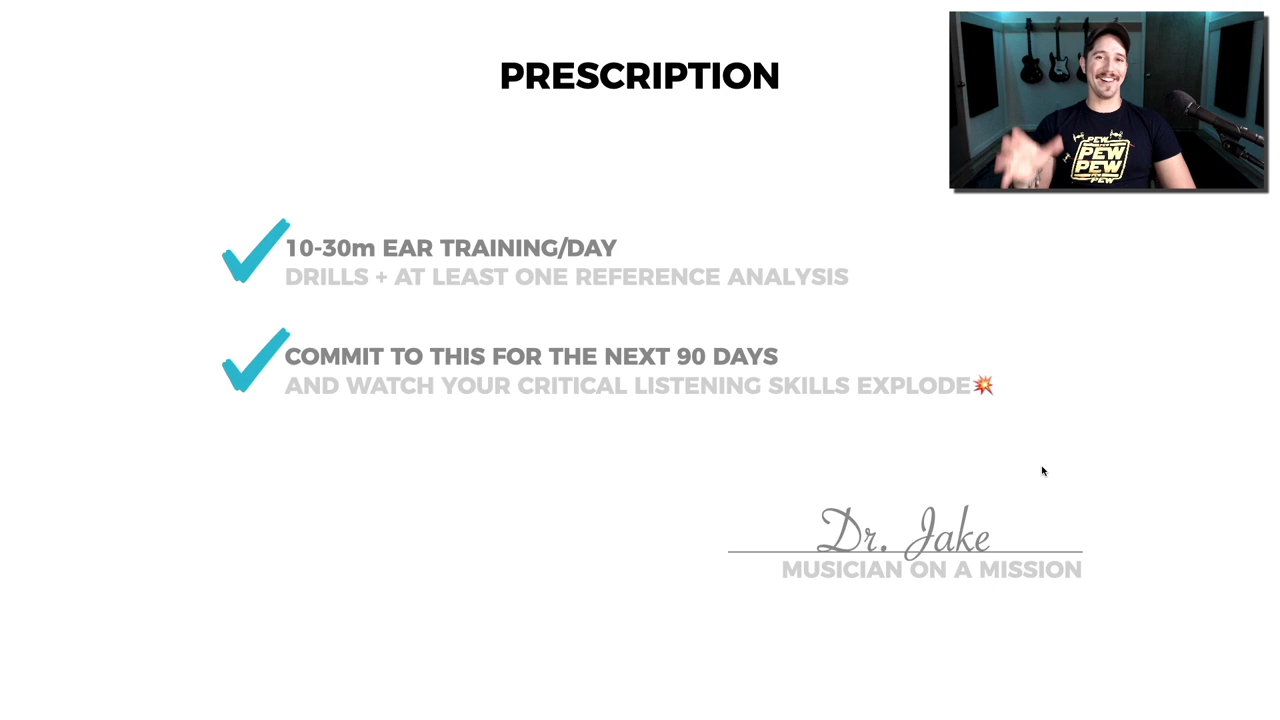 PRESCRIPTION
PEW
PEW
PEW
PEW
10-30m EAR TRAINING/DAY
DRILLS + AT LEAST ONE REFERENCE ANALYSIS
COMMIT TO THIS FOR THE NEXT 90 DAYS
AND WATCH YOUR CRITICAL LISTENING SKILLS EXPLODE💥
Dr. Jake
MUSICIAN ON A MISSION